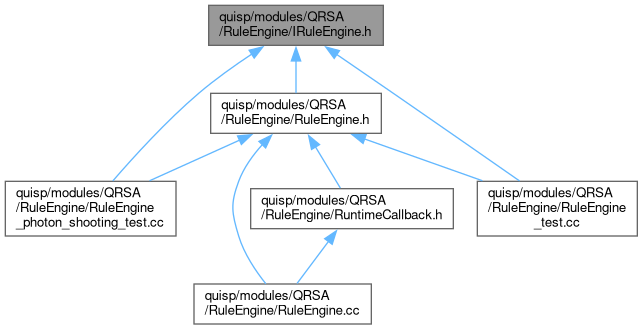 quisp/modules/QRSA
/RuleEngine/IRuleEngine.h
quisp/modules/QRSA
/RuleEngine/RuleEngine.h
quisp/modules/QRSA
/RuleEngine/RuleEngine
_photon_shooting_test.cc
quisp/modules/QRSA
/RuleEngine/RuntimeCallback.h
quisp/modules/QRSA
/RuleEngine/RuleEngine
_test.cc
quisp/modules/QRSA
/RuleEngine/RuleEngine.cc